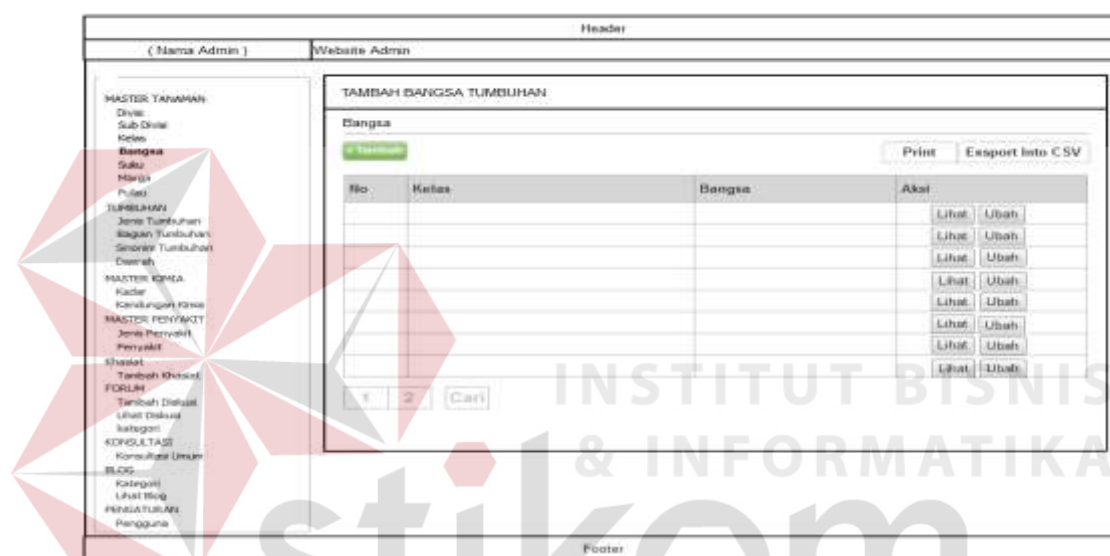 Header
( Nama Admin )
Website Admin
MASTER TANAMAN
Divisi
Sub Divisi
Kelas
Bangsa
Suku
Marga
Pulau
TUMBUHAN
Jenis Tumbuhan
Bagian Tumbuhan
Sinonim Tumbuhan
Daerah
MASTER KIMIA
Kadar
Kandungan Kimia
MASTER PENYAKIT
Jenis Penyakit
Penyakit
Khasiat
Tambah Khasiat
FORUM
Tambah Diskusi
Lihat Diskusi
kategori
KONSULTASI
Konsultasi Umum
BLOG
Kategori
Lihat Blog
PENGATURAN
Pengguna
TAMBAH BANGSA TUMBUHAN
Bangsa
+ Tambah
Print Exsport Into CSV
No Kelas Bangsa Aksi
Lihat Ubah
Lihat Ubah
Lihat Ubah
Lihat Ubah
Lihat Ubah
Lihat Ubah
Lihat Ubah
Lihat Ubah
1 2 Cari
INSTITUT BISNIS
& INFORMATIKA
stikom
Footer